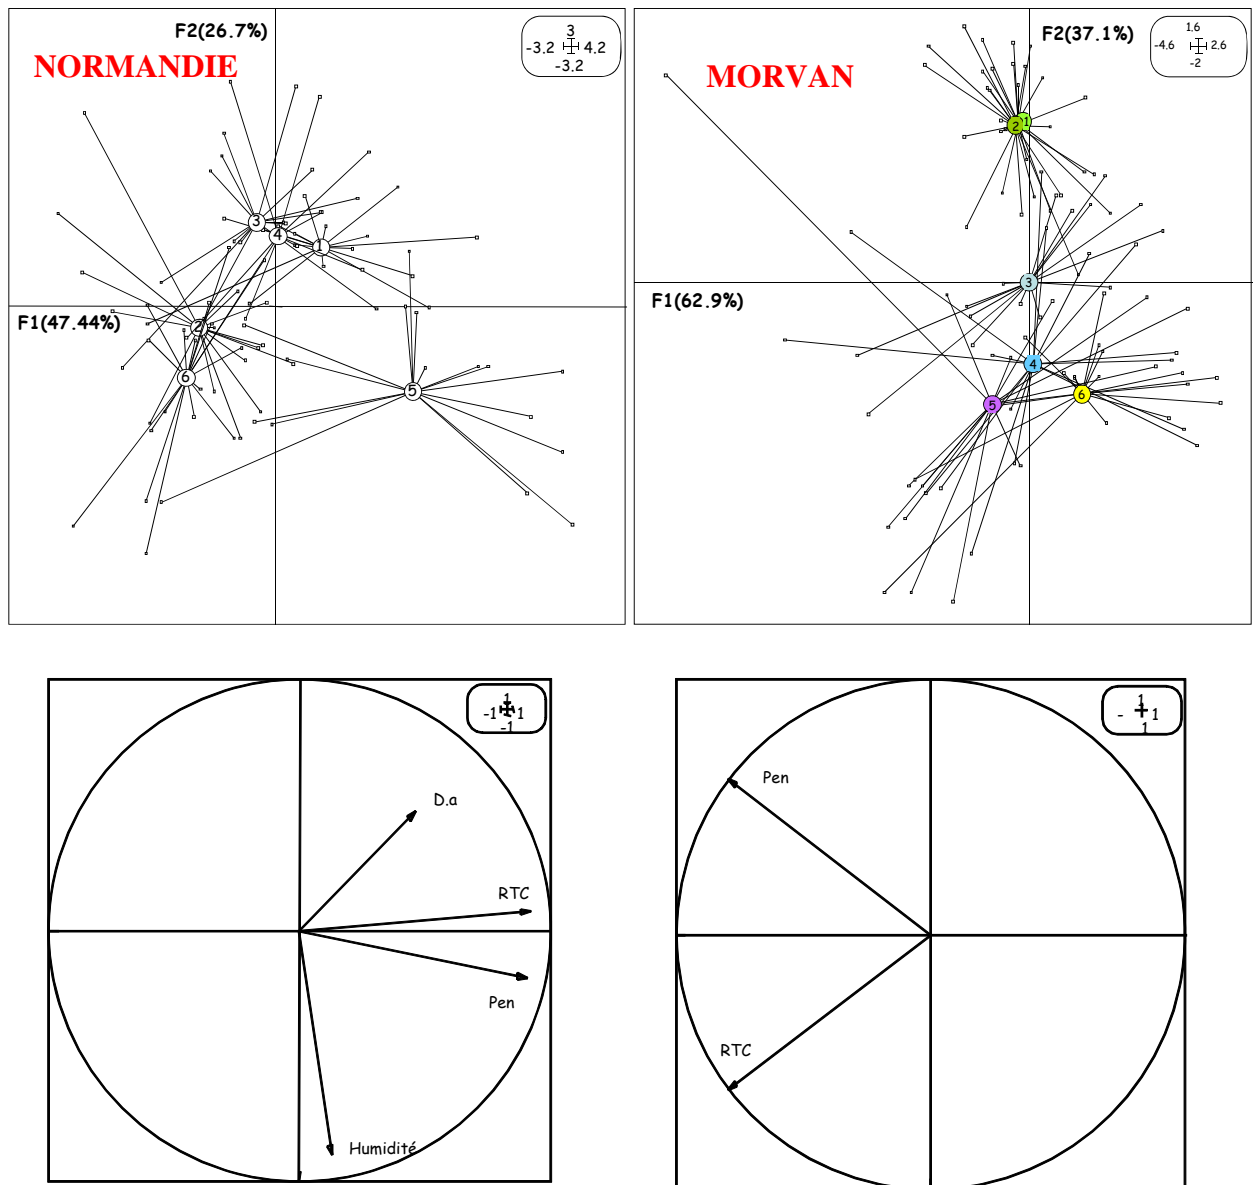 F2(26.7%)
NORMANDIE
3
-3.2 4.2
-3.2
3
4
1
2
6
5
F1(47.44%)
F2(37.1%)
MORVAN
1.6
-4.6 2.6
-2
2 1
3
4
5
6
F1(62.9%)
1
-1 1
-1
D.a
RTC
Pen
Humidité
1
- 1
1
Pen
RTC